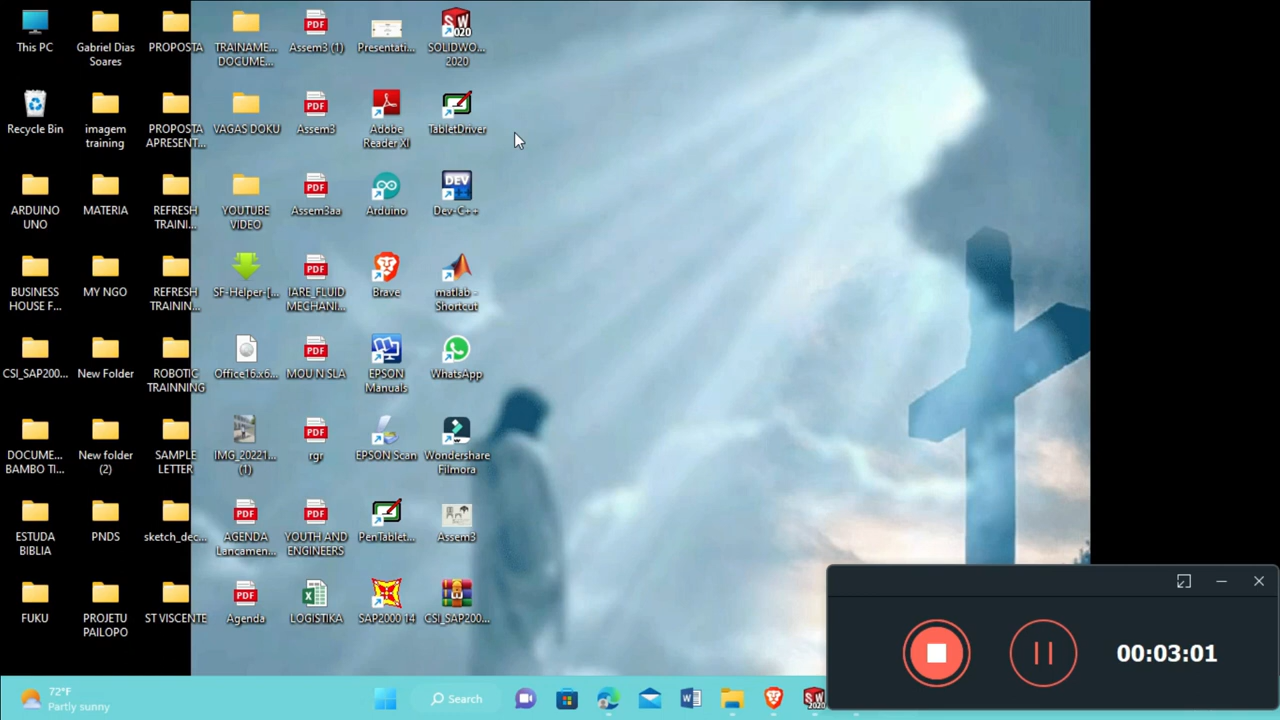 This PC
Gabriel Dias
Soares
PROPOSTA
TRAINAME...
DOCUME...
Assem3 (1)
Presentati...
SOLIDWO...
2020
Recycle Bin
imagem
training
PROPOSTA
APRESENT...
VAGAS DOKU
Assem3
Adobe
Reader XI
TabletDriver
ARDUINO
UNO
MATERIA
REFRESH
TRAINI...
YOUTUBE
VIDEO
Assem3aa
Arduino
Dev-C++
BUSINESS
HOUSE F...
MY NGO
REFRESH
TRAININ...
SF-Helper-[...
IARE_FLUID
MECHANI...
Brave
matlab -
Shortcut
CSI_SAP200...
New Folder
ROBOTIC
TRAINNING
Office16.x6...
MOU N SLA
EPSON
Manuals
WhatsApp
DOCUME...
BAMBO TI...
New folder
(2)
SAMPLE
LETTER
IMG_20221...
(1)
rgr
EPSON Scan
Wondershare
Filmora
ESTUDA
BIBLIA
PNDS
sketch_dec...
AGENDA
Lancamen...
YOUTH AND
ENGINEERS
PenTablet...
Assem3
FUKU
PROJETU
PAILOPO
ST VISCENTE
Agenda
LOGISTIKA
SAP2000 14
CSI_SAP200...
00:03:01
72°F
Partly sunny
Search